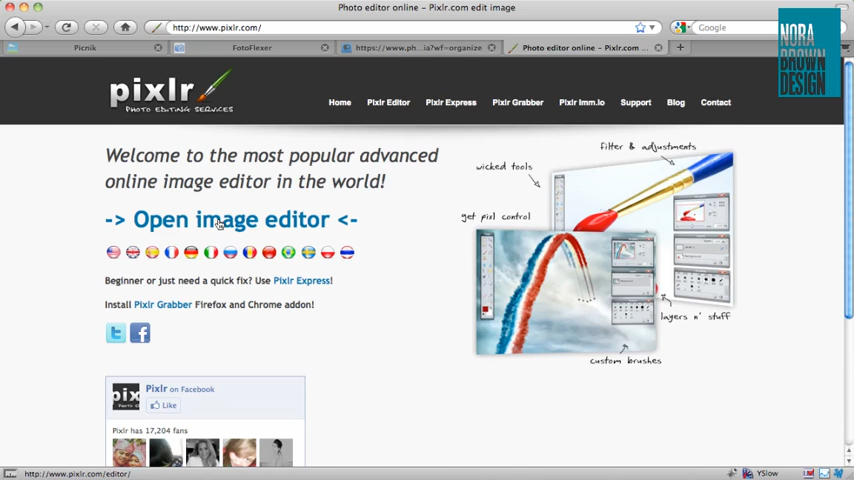 Photo editor online – Pixlr.com edit image
http://www.pixlr.com/
Google
Picnik
FotoFlexer
https://www.ph...ia?wf=organize
Photo editor online – Pixlr.com ...
NORA
BROWN
DESIGN
pixlr
PHOTO EDITING SERVICES
Home
Pixlr Editor
Pixlr Express
Pixlr Grabber
Pixlr Imm.io
Support
Blog
Contact
Welcome to the most popular advanced
online image editor in the world!
-> Open image editor <-
Beginner or just need a quick fix? Use Pixlr Express!
Install Pixlr Grabber Firefox and Chrome addon!
filter & adjustments
wicked tools
get pixl control
layers n' stuff
custom brushes
pix
Pixlr on Facebook
Like
Pixlr has 17,204 fans
http://www.pixlr.com/editor/
YSlow